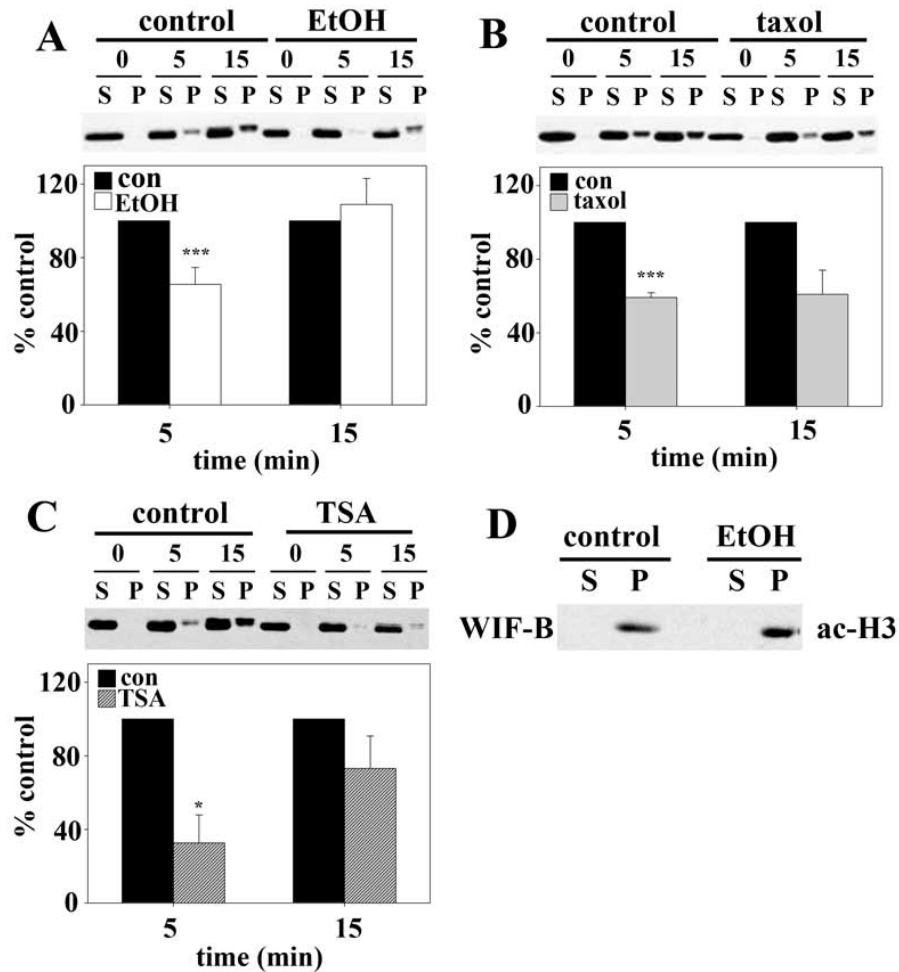 A
control EtOH
0 5 15 0 5 15
S P S P S P S P S P S P
120
80
40
0
% control
con
EtOH
***
5 15
time (min)
B
control taxol
0 5 15 0 5 15
S P S P S P S P S P S P
120
80
40
0
% control
con
taxol
***
5 15
time (min)
C
control TSA
0 5 15 0 5 15
S P S P S P S P S P S P
120
80
40
0
% control
con
TSA
*
5 15
time (min)
D
control EtOH
S P S P
WIF-B ac-H3